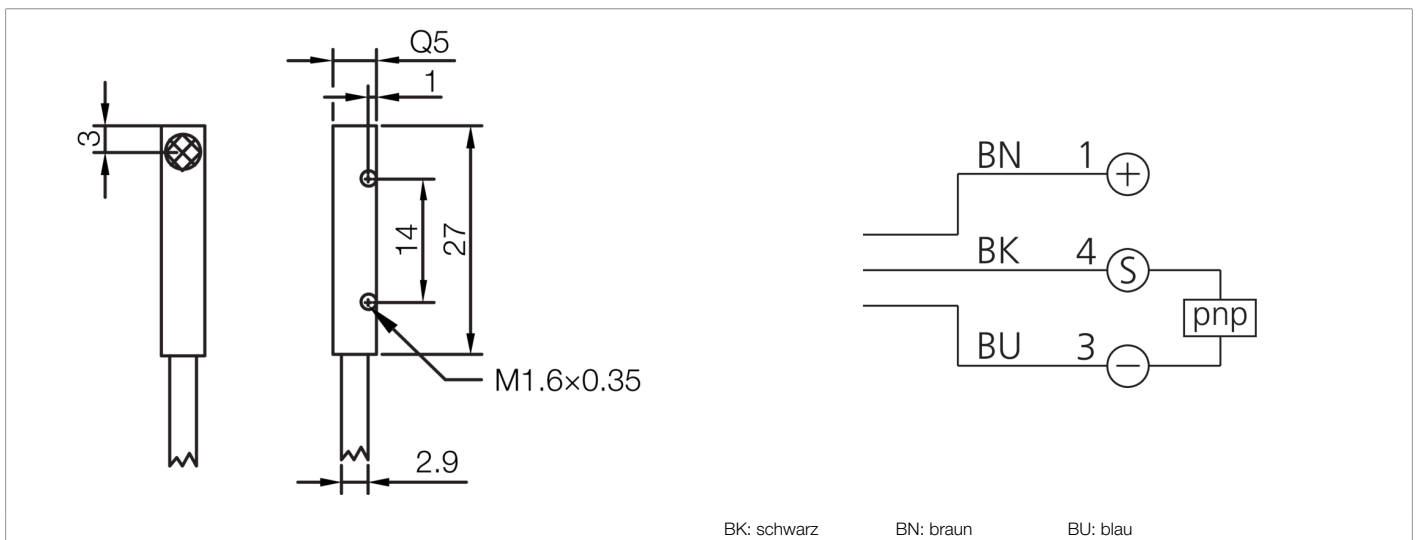 Q5
1
3
14
27
M1.6×0.35
2.9
BN 1
+
BK 4
S
pnp
BU 3
−
BK: schwarz BN: braun BU: blau